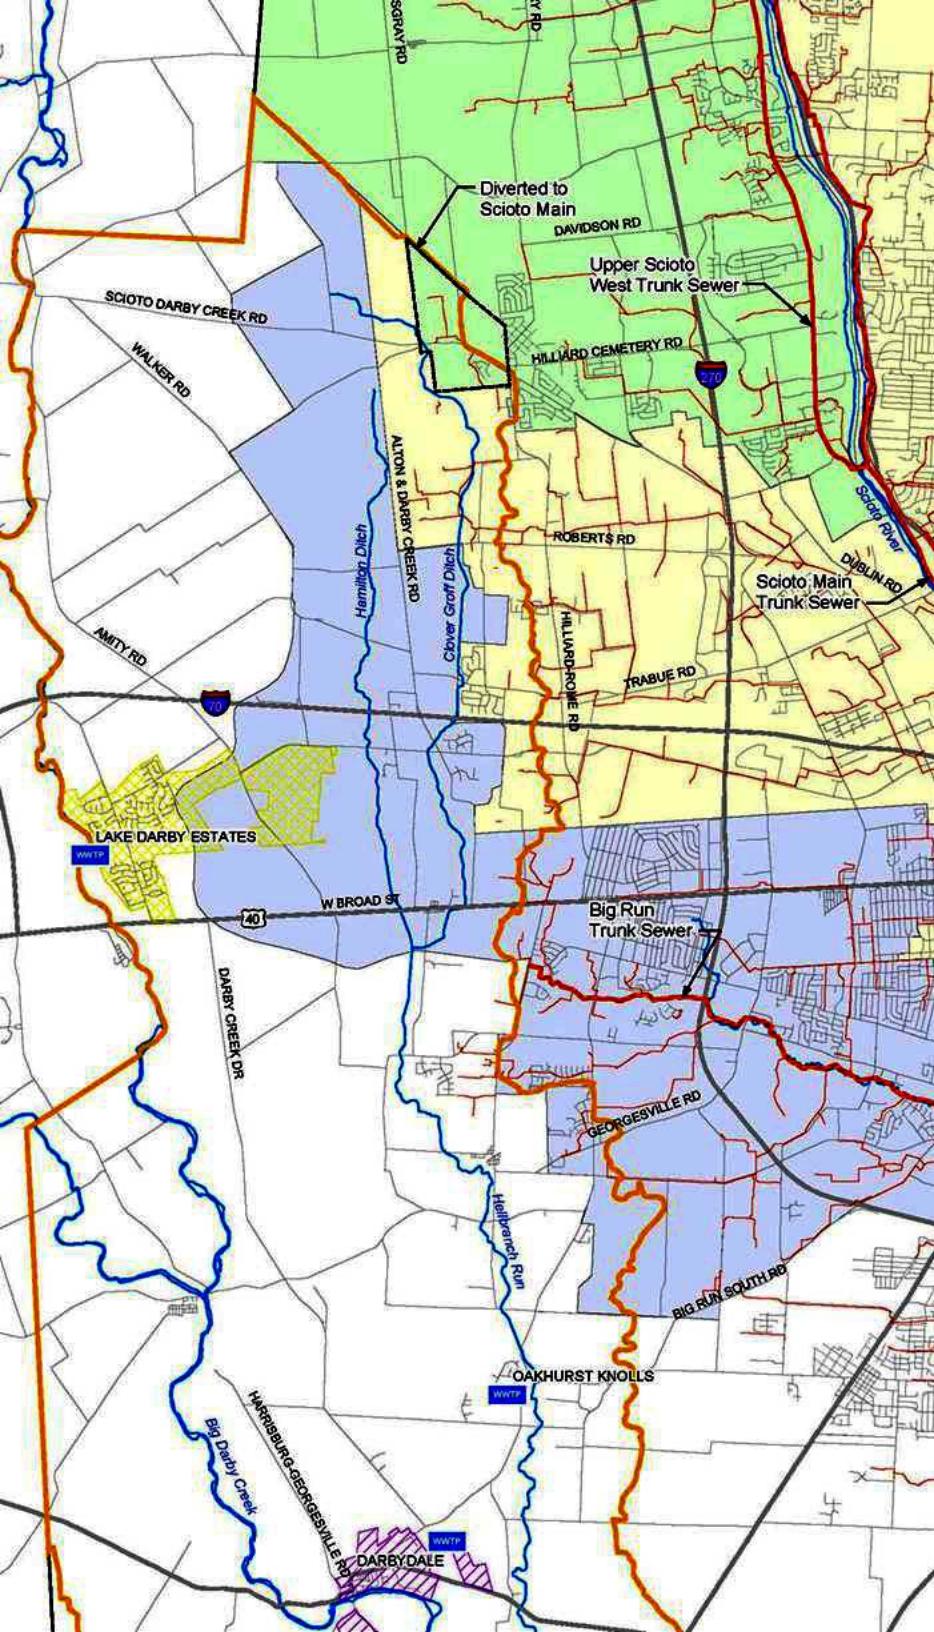 SGRAY RD
Y RD
Diverted to
Scioto Main
DAVIDSON RD
Upper Scioto
West Trunk Sewer
SCIOTO DARBY CREEK RD
WALKER RD
HILLIARD CEMETERY RD
270
ALTON & DARBY CREEK RD
Hamilton Ditch
Clover Groff Ditch
ROBERTS RD
Scioto River
DUBLIN RD
Scioto Main
Trunk Sewer
HILLIARD-ROME RD
AMITY RD
TRABUE RD
70
LAKE DARBY ESTATES
WWTP
W BROAD ST
40
Big Run
Trunk Sewer
DARBY CREEK DR
GEORGESVILLE RD
Hellbranch Run
BIG RUN SOUTH RD
OAKHURST KNOLLS
WWTP
HARRISBURG-GEORGESVILLE RD
Big Darby Creek
WWTP
DARBYDALE